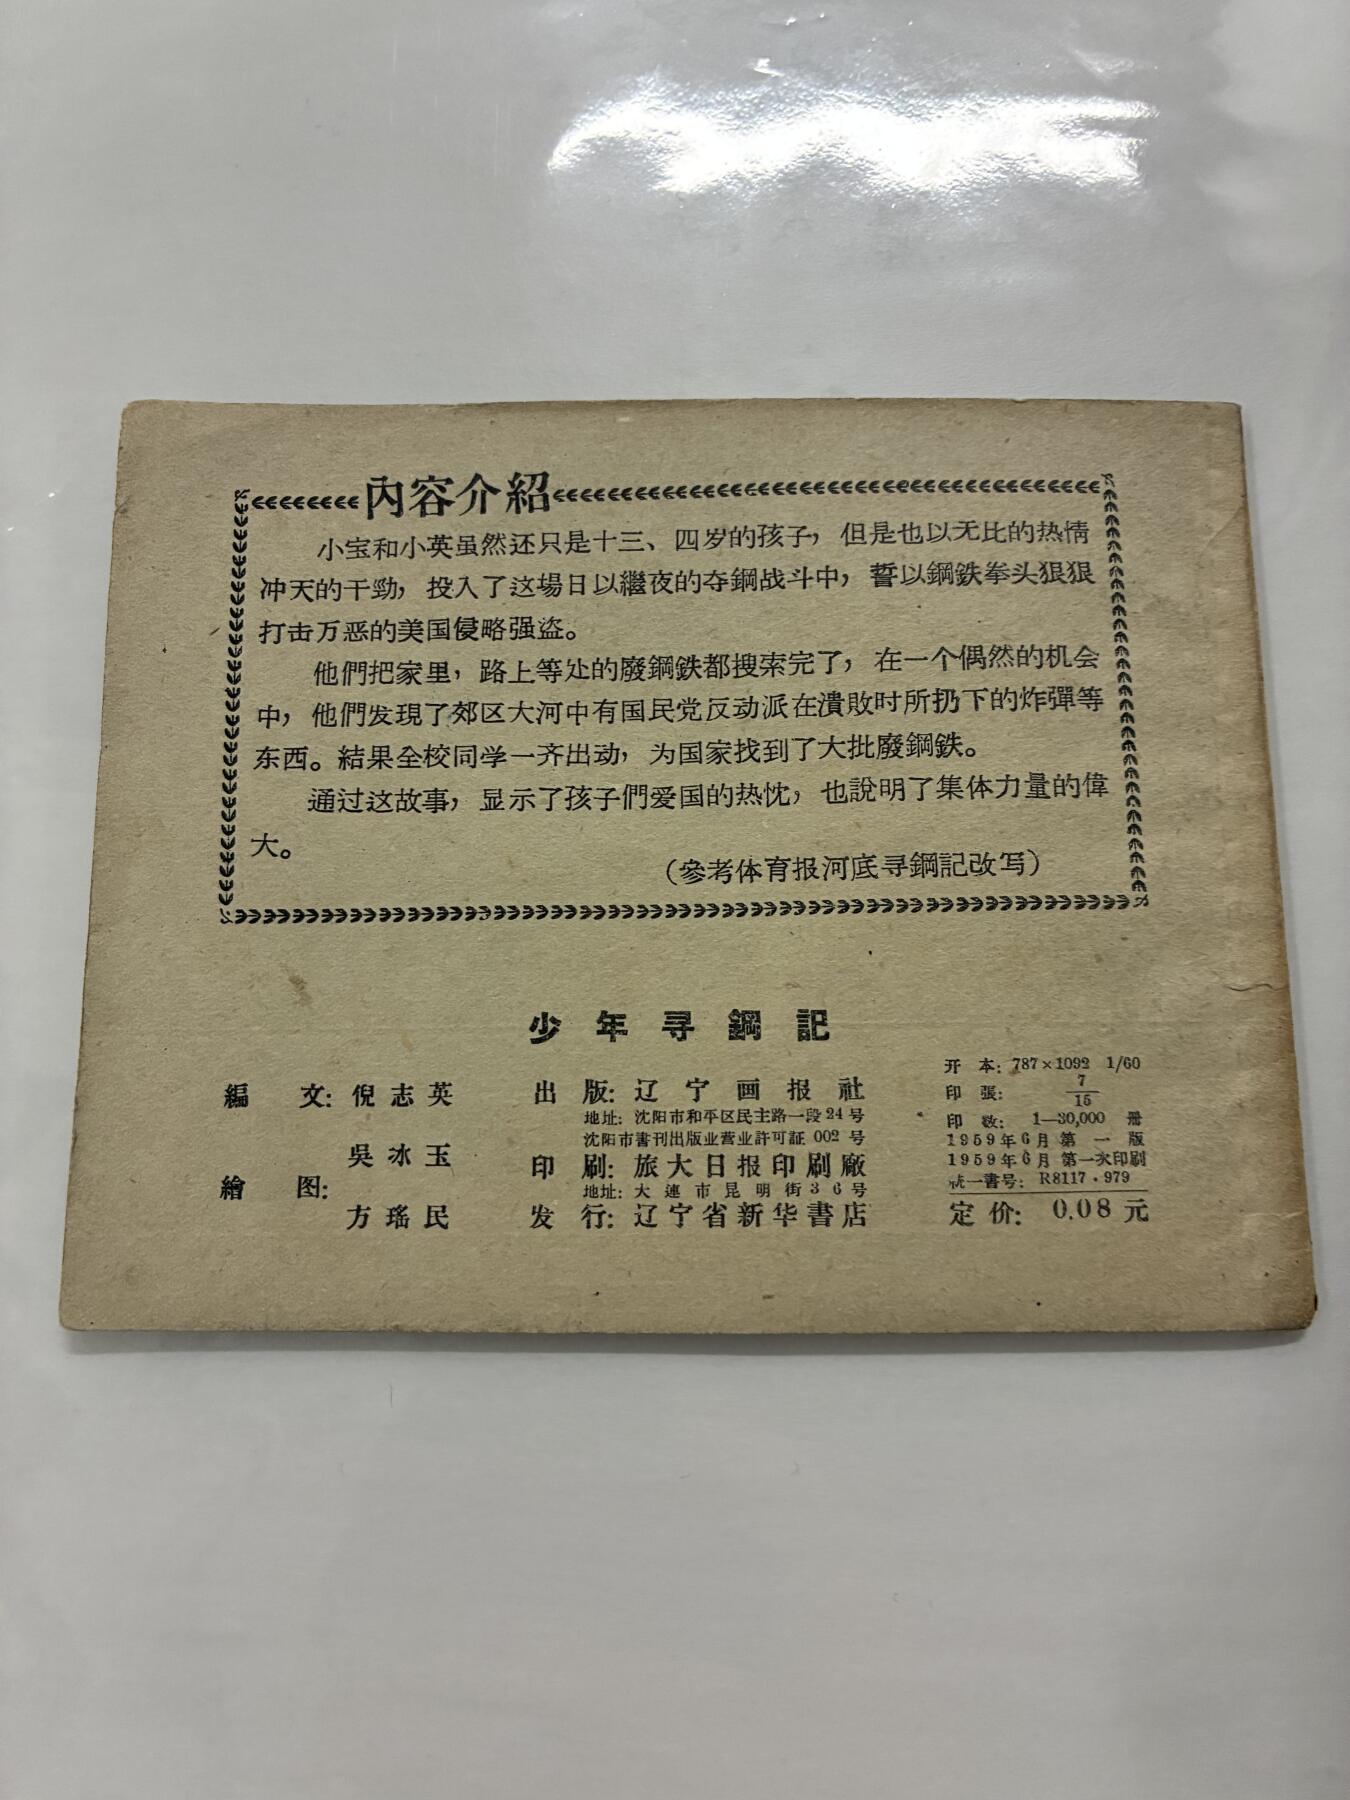 內容介紹
小宝和小英虽然还只是十三、四岁的孩子，但是也以无比的热情
冲天的干勁，投入了这場日以繼夜的夺鋼战斗中，誓以鋼鉄拳头狠狠
打击万恶的美国侵略强盜。
他們把家里，路上等处的廢鋼鉄都搜索完了，在一个偶然的机会
中，他們发現了郊区大河中有国民党反动派在潰敗时所扔下的炸彈等
东西。結果全校同学一齐出动，为国家找到了大批廢鋼鉄。
通过这故事，显示了孩子們爱国的热忱，也說明了集体力量的偉
大。
（參考体育报河底寻鋼記改写）
少年寻鋼記
編 文：倪志英
吳冰玉
繪 图：
方瑤民
出 版：辽宁画报社
地址：沈阳市和平区民主路一段24号
沈阳市書刊出版业营业許可証002号
印 刷：旅大日报印刷廠
地址：大連市昆明街36号
发 行：辽宁省新华書店
开 本：787×1092 1/60
印 張：7/15
印 数：1—30,000 册
1959年6月第一版
1959年6月第一次印刷
統一書号：R8117·979
定价：0.08元